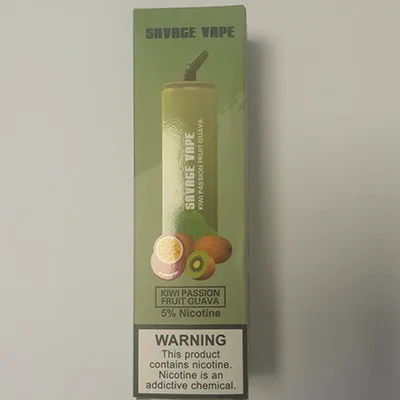 SAVAGE VAPE
SAVAGE VAPE
KIWI PASSION FRUIT GUAVA
KIWI PASSION
FRUIT GUAVA
5% Nicotine
WARNING
This product
contains nicotine.
Nicotine is an
addictive chemical.